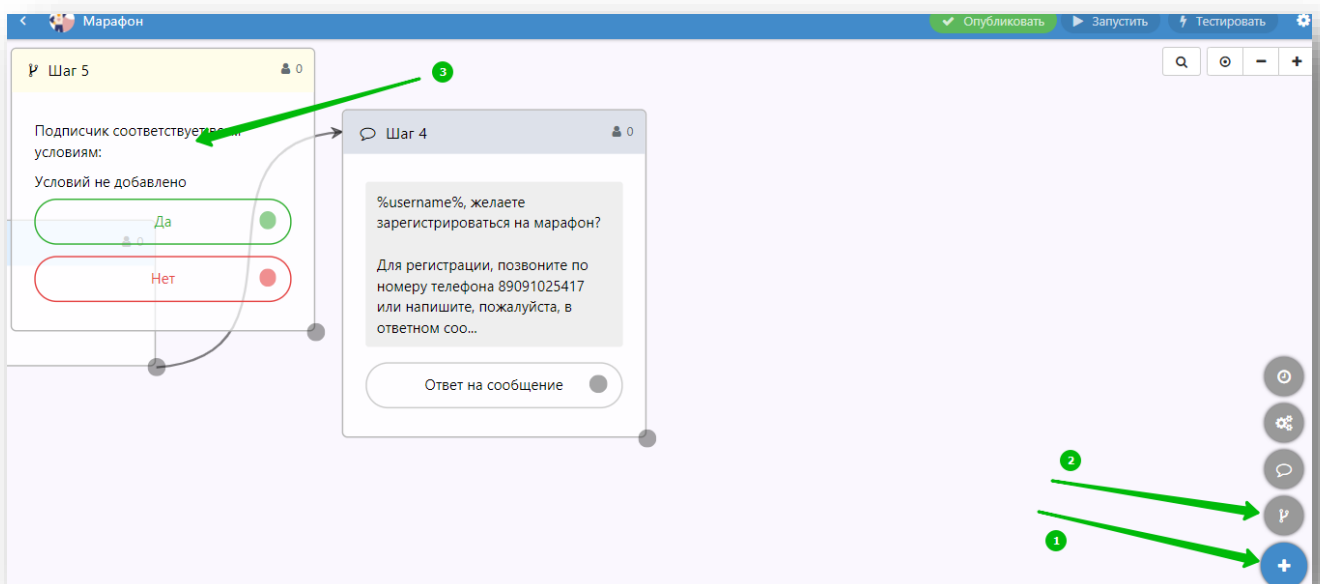 Марафон
Опубликовать
Запустить
Тестировать
Шаг 5
0
Подписчик соответствует
условиям:
Условий не добавлено
Да
0
Нет
3
Шаг 4
0
%username%, желаете
зарегистрироваться на марафон?
Для регистрации, позвоните по
номеру телефона 89091025417
или напишите, пожалуйста, в
ответном соо...
Ответ на сообщение
2
1